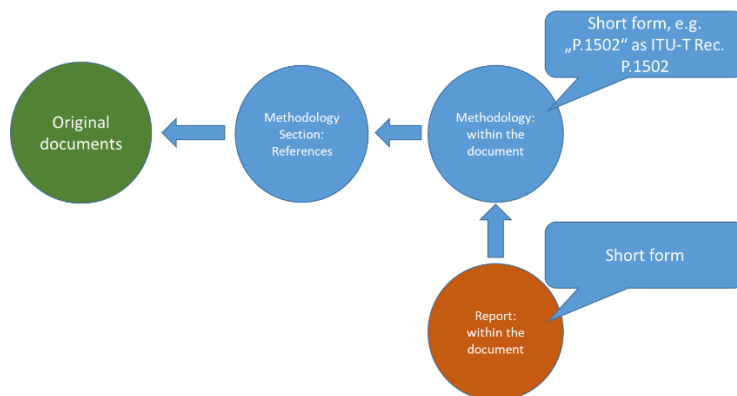 Short form, e.g.
„P.1502“ as ITU-T Rec.
P.1502
Original
documents
Methodology
Section:
References
Methodology:
within the
document
Short form
Report:
within the
document